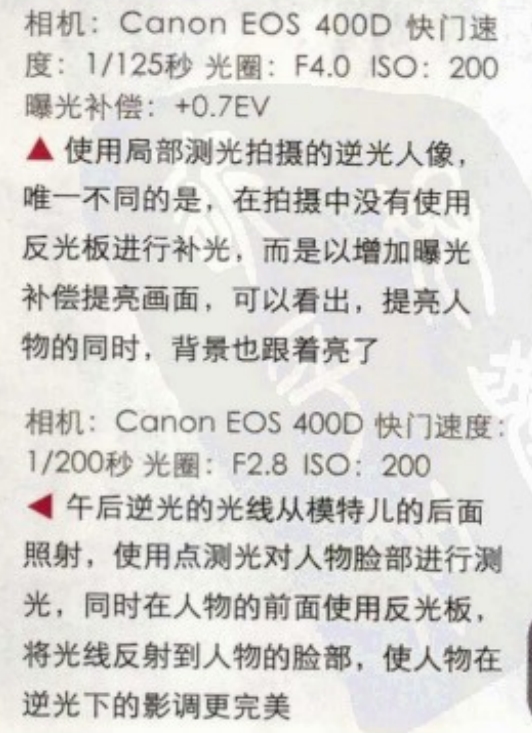 相机：Canon EOS 400D 快门速
度：1/125秒 光圈：F4.0 ISO：200
曝光补偿：+0.7EV
▲ 使用局部测光拍摄的逆光人像，
唯一不同的是，在拍摄中没有使用
反光板进行补光，而是以增加曝光
补偿提亮画面，可以看出，提亮人
物的同时，背景也跟着亮了
相机：Canon EOS 400D 快门速度：
1/200秒 光圈：F2.8 ISO：200
◀ 午后逆光的光线从模特儿的后面
照射，使用点测光对人物脸部进行测
光，同时在人物的前面使用反光板，
将光线反射到人物的脸部，使人物在
逆光下的影调更完美